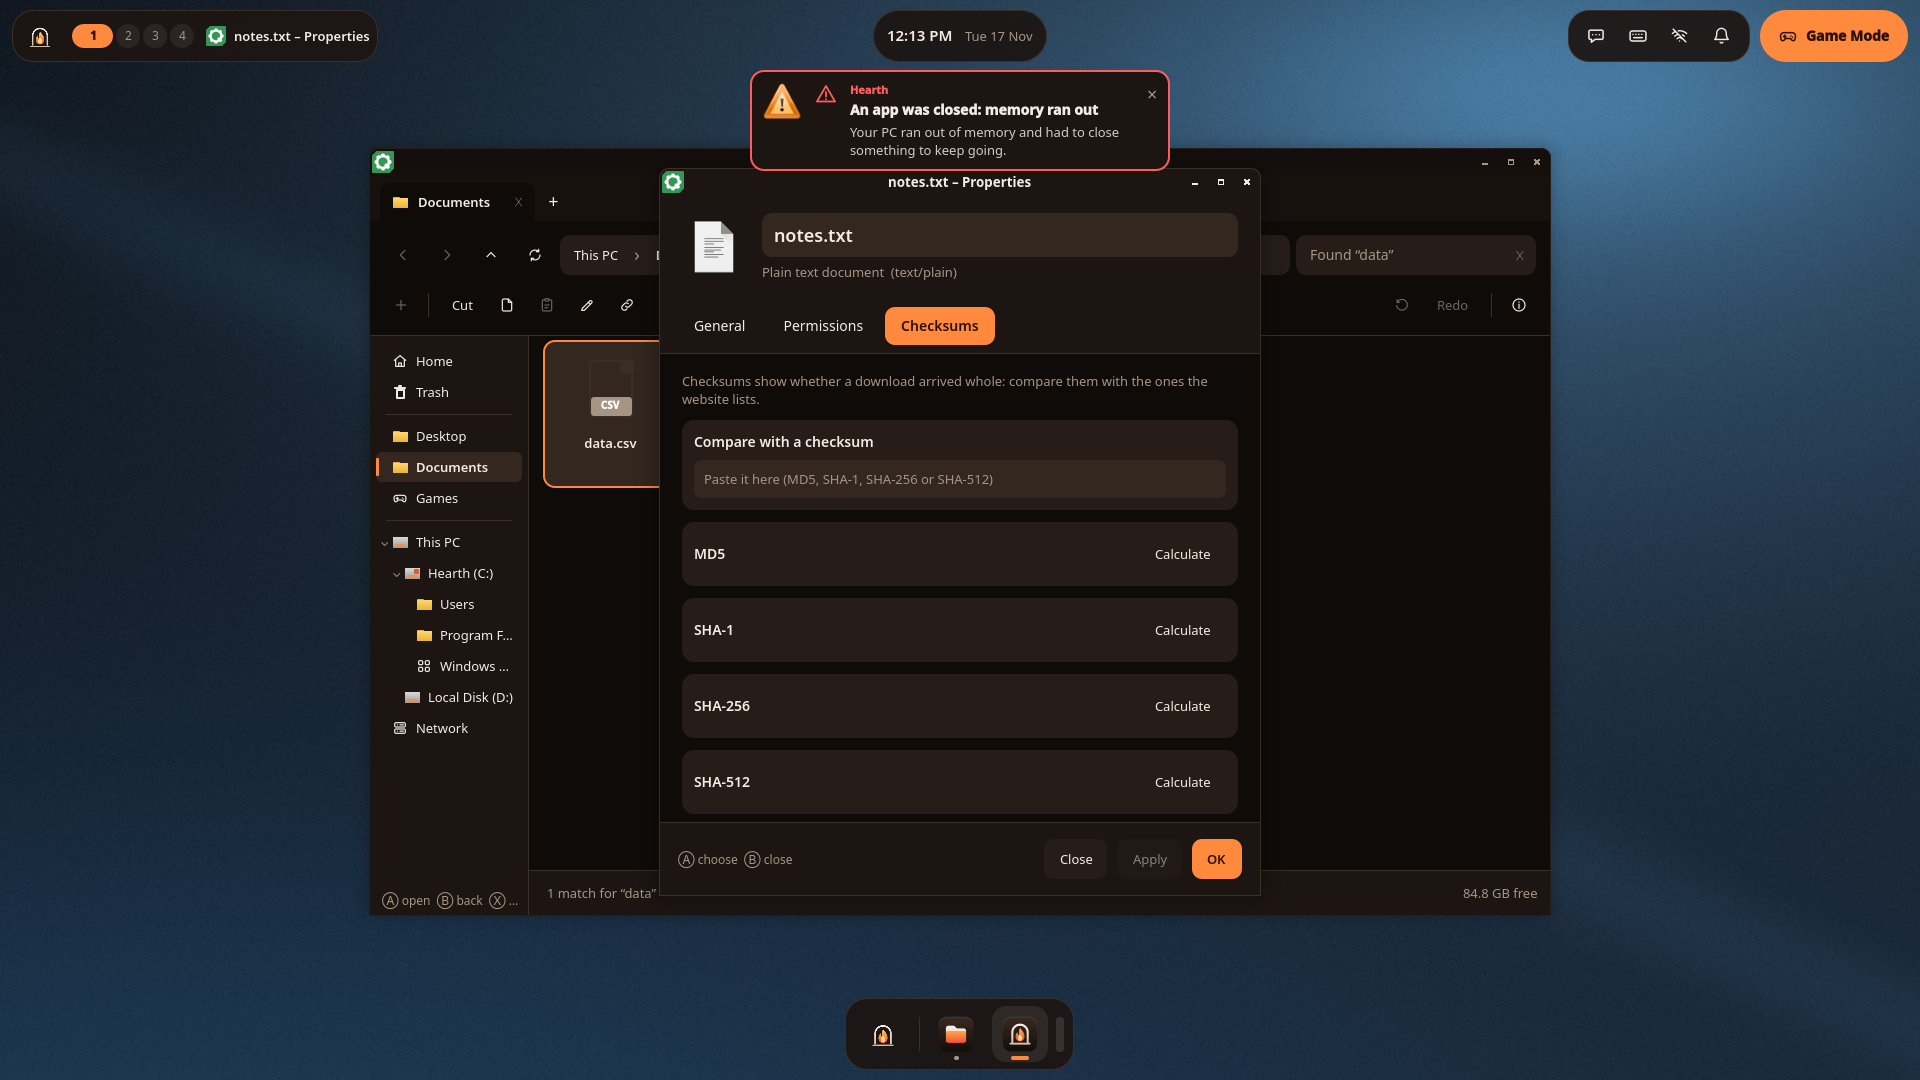 1 2 3 4 notes.txt – Properties
12:13 PM Tue 17 Nov
Game Mode
Hearth
An app was closed: memory ran out
Your PC ran out of memory and had to close
something to keep going.
notes.txt – Properties
Documents X +
This PC ›
Found “data” X
Cut
Redo
notes.txt
Plain text document (text/plain)
General Permissions Checksums
Home
Trash
Desktop
Documents
Games
This PC
Hearth (C:)
Users
Program F...
Windows ...
Local Disk (D:)
Network
A open B back X ...
CSV
data.csv
Checksums show whether a download arrived whole: compare them with the ones the
website lists.
Compare with a checksum
Paste it here (MD5, SHA-1, SHA-256 or SHA-512)
MD5 Calculate
SHA-1 Calculate
SHA-256 Calculate
SHA-512 Calculate
A choose B close
Close Apply OK
1 match for “data”
84.8 GB free